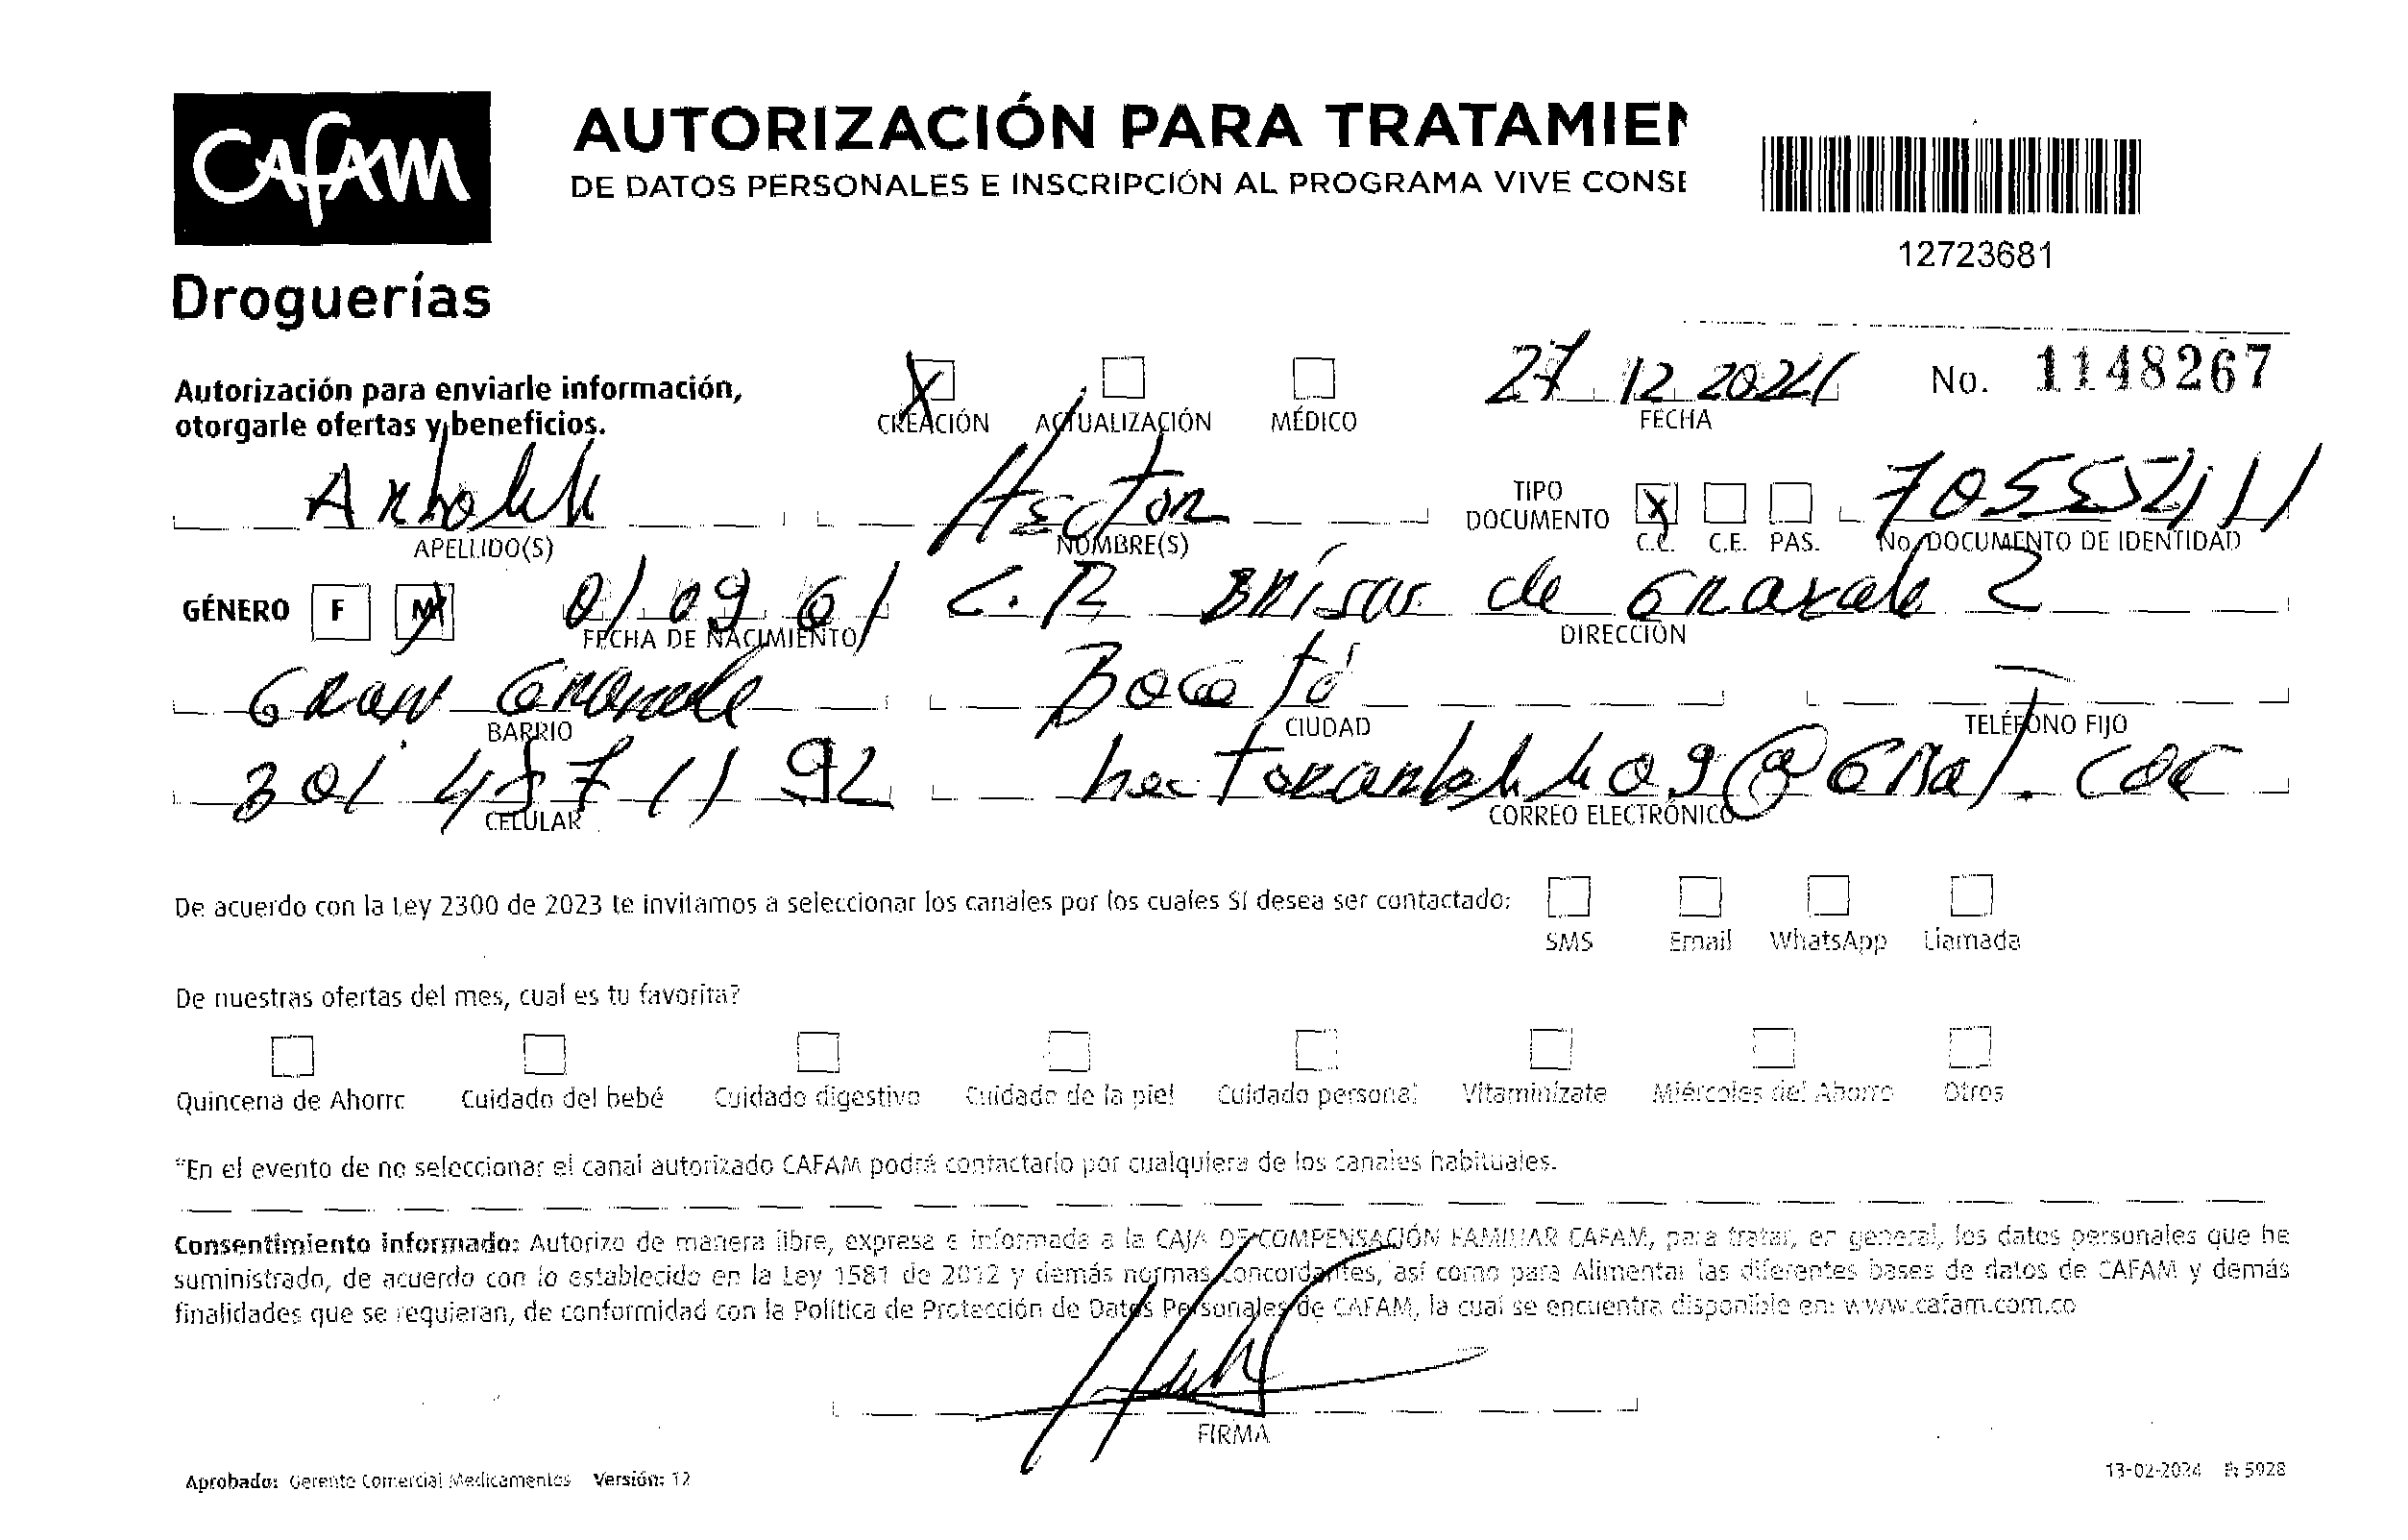 CAFAM
Droguerías
AUTORIZACIÓN PARA TRATAMIEN
DE DATOS PERSONALES E INSCRIPCIÓN AL PROGRAMA VIVE CONSE
12723681
Autorización para enviarle información,
otorgarle ofertas y beneficios.
X
CREACIÓN ACTUALIZACIÓN MÉDICO
27 12 2024
FECHA
No. 1148267
Hector
TIPO
DOCUMENTO X
C.C. C.E. PAS.
APELLIDO(S) NOMBRE(S) No. DOCUMENTO DE IDENTIDAD
GÉNERO F M X 01 09 61 C. R Brisas de 2
FECHA DE NACIMIENTO DIRECCIÓN
Gran Bogotá
BARRIO CIUDAD TELÉFONO FIJO
301 457 11 92
CELULAR CORREO ELECTRÓNICO
De acuerdo con la Ley 2300 de 2023 te invitamos a seleccionar los canales por los cuales SÍ desea ser contactado:
SMS Email WhatsApp Llamada
De nuestras ofertas del mes, cual es tu favorita?
Quincena de Ahorro Cuidado del bebé Cuidado digestivo Cuidado de la piel Cuidado personal Vitaminízate Miércoles del Ahorro Otros
*En el evento de no seleccionar el canal autorizado CAFAM podrá contactarlo por cualquiera de los canales habituales.
Consentimiento informado: Autorizo de manera libre, expresa e informada a la CAJA DE COMPENSACIÓN FAMILIAR CAFAM, para tratar, en general, los datos personales que he
suministrado, de acuerdo con lo establecido en la Ley 1581 de 2012 y demás normas concordantes, así como para Alimentar las diferentes bases de datos de CAFAM y demás
finalidades que se requieran, de conformidad con la Política de Protección de Datos Personales de CAFAM, la cual se encuentra disponible en: www.cafam.com.co
FIRMA
Aprobado: Gerente Comercial Medicamentos Versión: 12
13-02-2024 5928